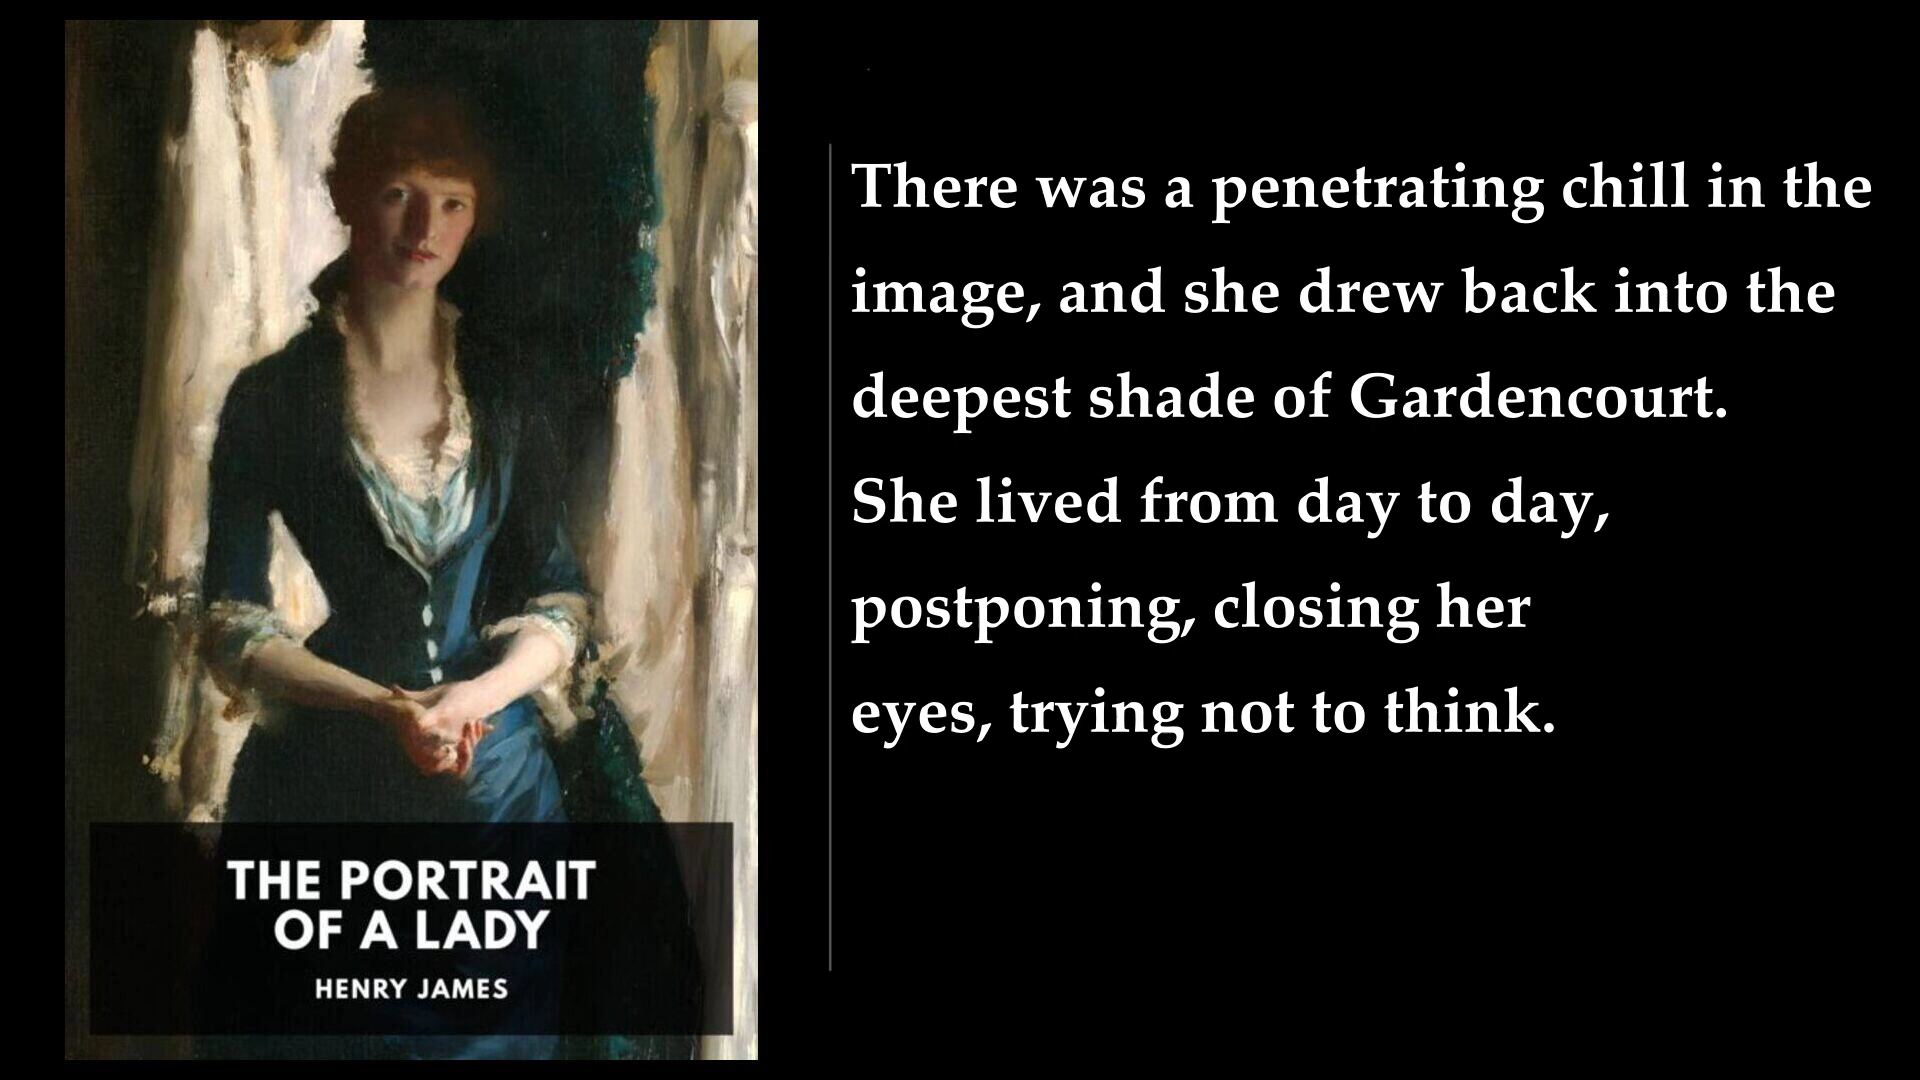 THE PORTRAIT
OF A LADY
HENRY JAMES
There was a penetrating chill in the
image, and she drew back into the
deepest shade of Gardencourt.
She lived from day to day,
postponing, closing her
eyes, trying not to think.